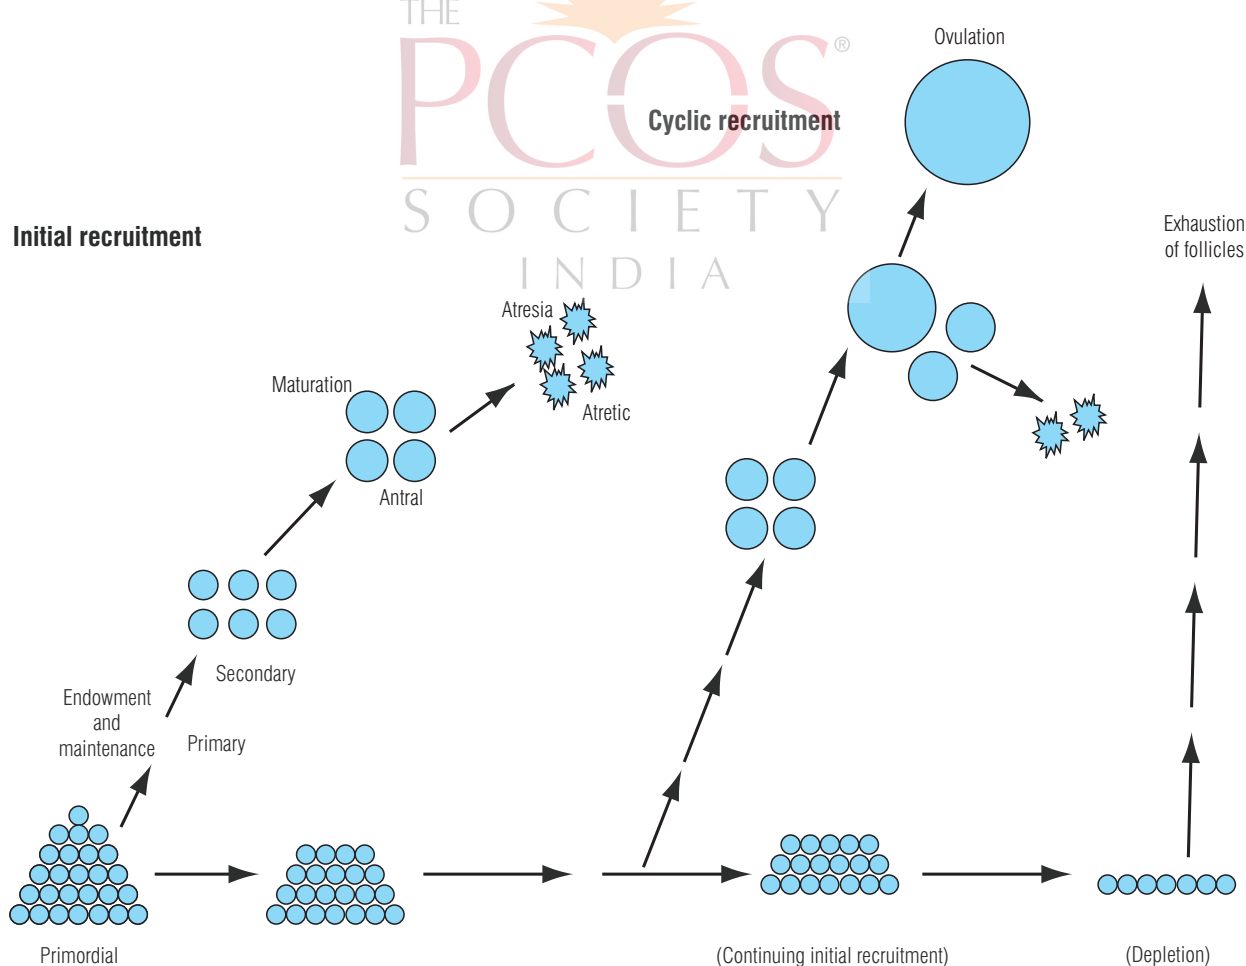 THE
PCOS®
SOCIETY
INDIA
Ovulation
Cyclic recruitment
Initial recruitment
Exhaustion
of follicles
Atresia
Maturation
Atretic
Antral
Secondary
Endowment
and
maintenance
Primary
Primordial
(Continuing initial recruitment)
(Depletion)